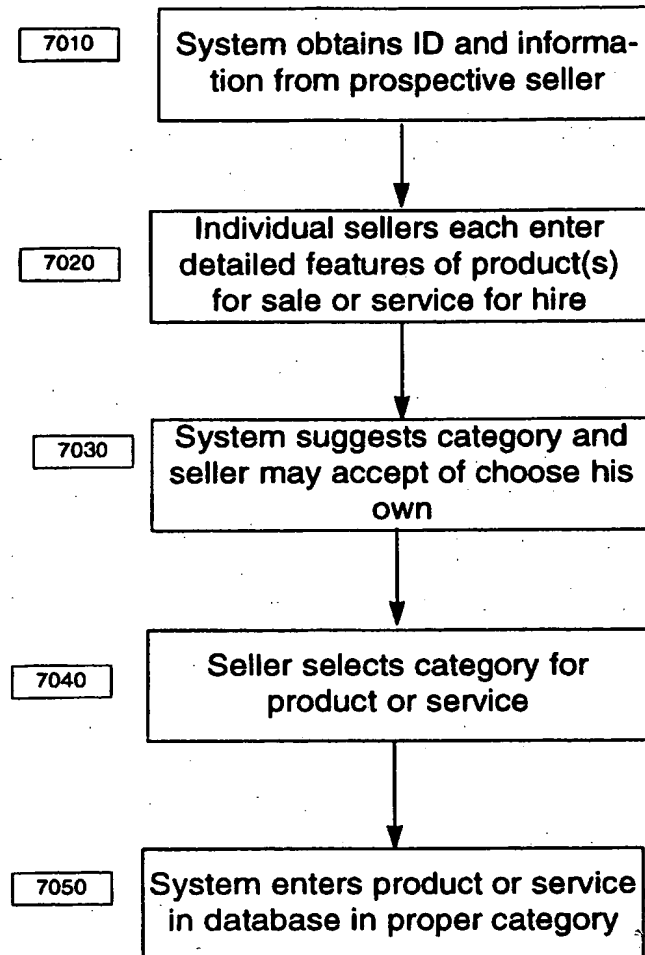 7010
System obtains ID and informa-
tion from prospective seller
7020
Individual sellers each enter
detailed features of product(s)
for sale or service for hire
7030
System suggests category and
seller may accept of choose his
own
7040
Seller selects category for
product or service
7050
System enters product or service
in database in proper category